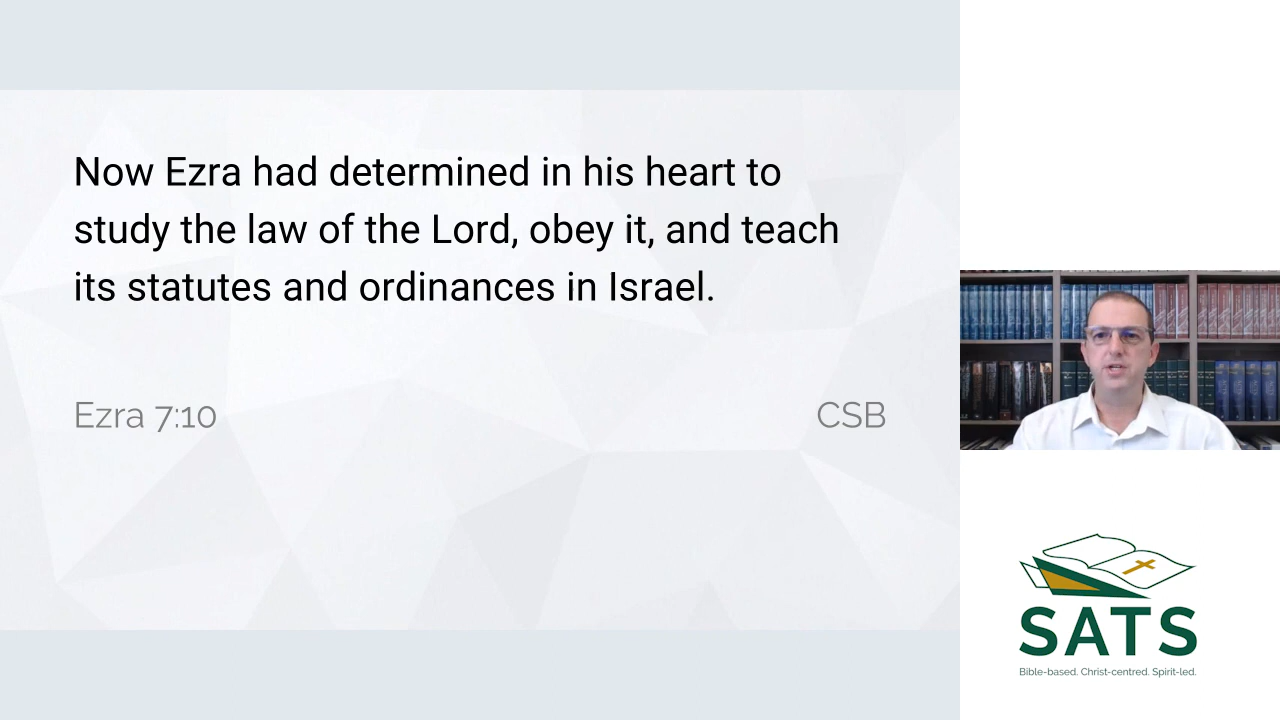 Now Ezra had determined in his heart to
study the law of the Lord, obey it, and teach
its statutes and ordinances in Israel.
Ezra 7:10
CSB
SATS
Bible-based. Christ-centred. Spirit-led.